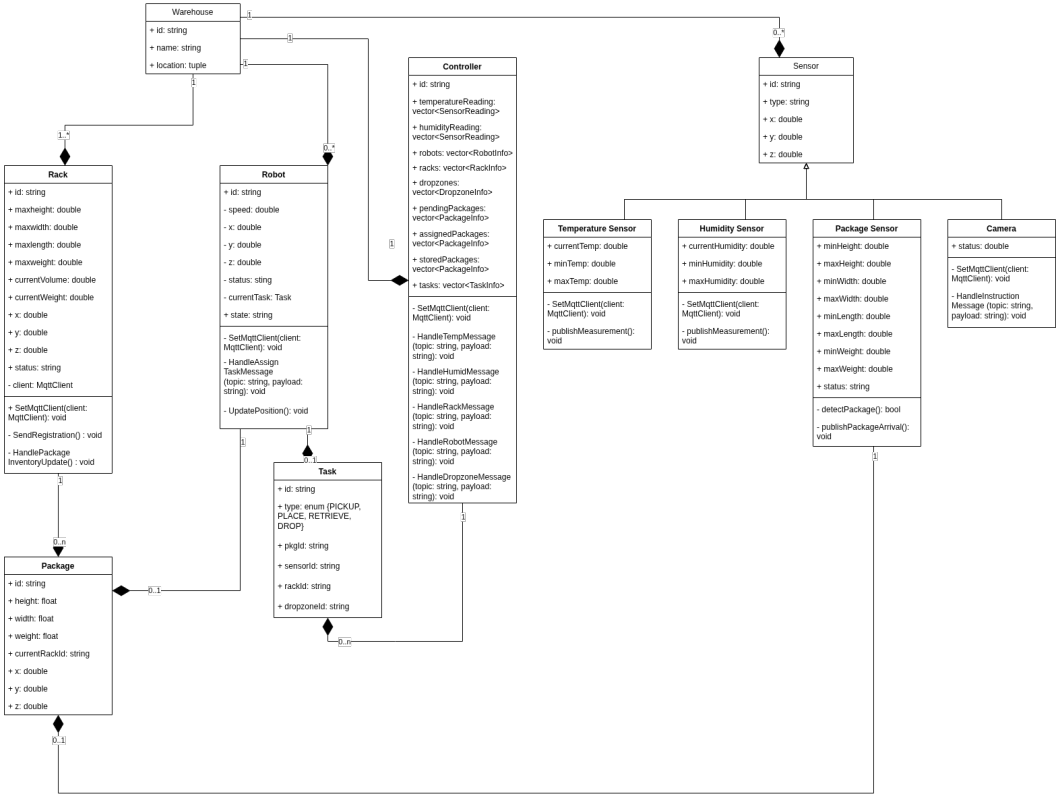 Warehouse
+ id: string
+ name: string
+ location: tuple
1
1
1
1
1..*
0..*
0..*
1
Rack
+ id: string
+ maxheight: double
+ maxwidth: double
+ maxlength: double
+ maxweight: double
+ currentVolume: double
+ currentWeight: double
+ x: double
+ y: double
+ z: double
+ status: string
- client: MqttClient
+ SetMqttClient(client:
MqttClient): void
- SendRegistration() : void
- HandlePackage
InventoryUpdate() : void
1
0..n
Robot
+ id: string
- speed: double
- x: double
- y: double
- z: double
- status: sting
- currentTask: Task
+ state: string
- SetMqttClient(client:
MqttClient): void
- HandleAssign
TaskMessage
(topic: string, payload:
string): void
- UpdatePosition(): void
1
1
0..1
Controller
+ id: string
+ temperatureReading:
vector<SensorReading>
+ humidityReading:
vector<SensorReading>
+ robots: vector<RobotInfo>
+ racks: vector<RackInfo>
+ dropzones:
vector<DropzoneInfo>
+ pendingPackages:
vector<PackageInfo>
+ assignedPackages:
vector<PackageInfo>
+ storedPackages:
vector<PackageInfo>
+ tasks: vector<TaskInfo>
- SetMqttClient(client:
MqttClient): void
- HandleTempMessage
(topic: string, payload:
string): void
- HandleHumidMessage
(topic: string, payload:
string): void
- HandleRackMessage
(topic: string, payload:
string): void
- HandleRobotMessage
(topic: string, payload:
string): void
- HandleDropzoneMessage
(topic: string, payload:
string): void
1
Sensor
+ id: string
+ type: string
+ x: double
+ y: double
+ z: double
Temperature Sensor
+ currentTemp: double
+ minTemp: double
+ maxTemp: double
- SetMqttClient(client:
MqttClient): void
- publishMeasurement():
void
Humidity Sensor
+ currentHumidity: double
+ minHumidity: double
+ maxHumidity: double
- SetMqttClient(client:
MqttClient): void
- publishMeasurement():
void
Package Sensor
+ minHeight: double
+ maxHeight: double
+ minWidth: double
+ maxWidth: double
+ minLength: double
+ maxLength: double
+ minWeight: double
+ maxWeight: double
+ status: string
- detectPackage(): bool
- publishPackageArrival():
void
1
Camera
+ status: double
- SetMqttClient(client:
MqttClient): void
- HandleInstruction
Message (topic: string,
payload: string): void
Task
+ id: string
+ type: enum {PICKUP,
PLACE, RETRIEVE,
DROP}
+ pkgId: string
+ sensorId: string
+ rackId: string
+ dropzoneId: string
0..n
Package
+ id: string
+ height: float
+ width: float
+ weight: float
+ currentRackId: string
+ x: double
+ y: double
+ z: double
0..1
0..1